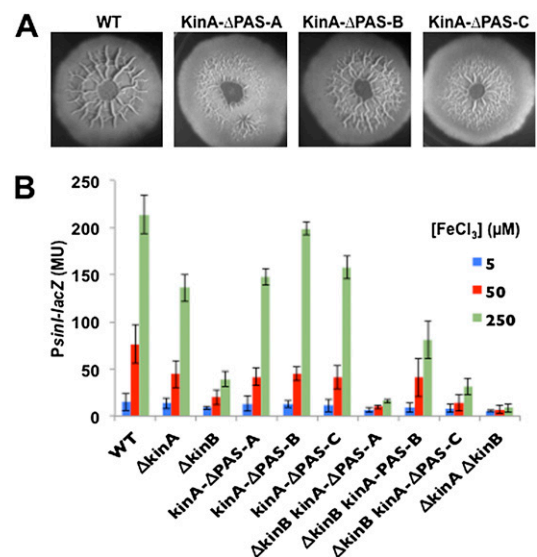 A
WT
KinA-ΔPAS-A
KinA-ΔPAS-B
KinA-ΔPAS-C
B
PsinI-lacZ (MU)
250
200
150
100
50
0
[FeCl3] (μM)
5
50
250
WT
ΔkinA
ΔkinB
kinA-ΔPAS-A
kinA-ΔPAS-B
kinA-ΔPAS-C
ΔkinB kinA-ΔPAS-A
ΔkinB kinA-PAS-B
ΔkinB kinA-ΔPAS-C
ΔkinA ΔkinB